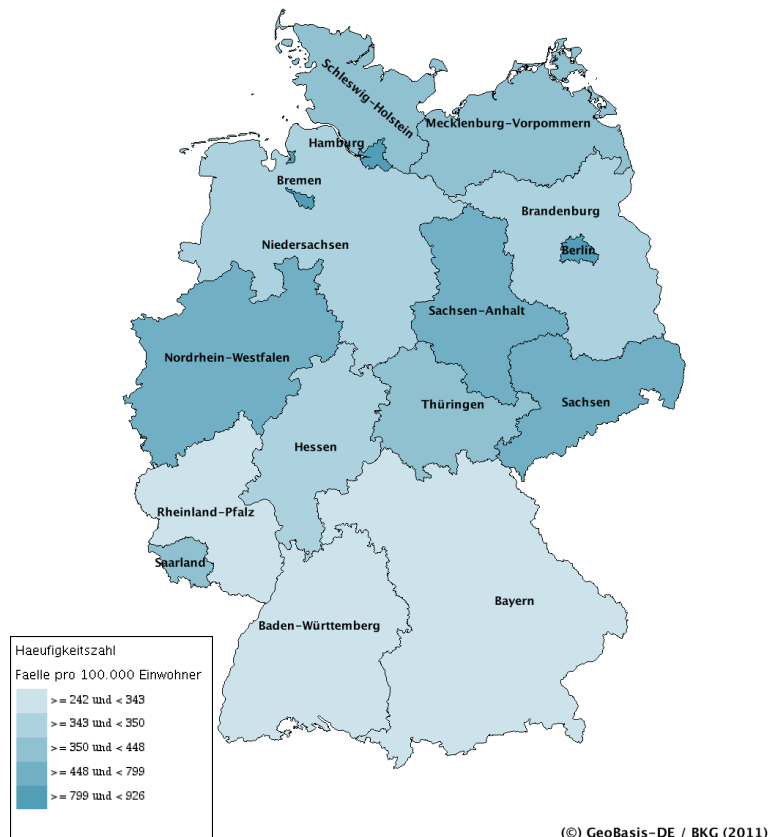 Schleswig-Holstein
Mecklenburg-Vorpommern
Hamburg
Bremen
Brandenburg
Niedersachsen
Berlin
Sachsen-Anhalt
Nordrhein-Westfalen
Thüringen
Sachsen
Hessen
Rheinland-Pfalz
Saarland
Bayern
Baden-Württemberg
Haeufigkeitszahl
Faelle pro 100.000 Einwohner
>= 242 und < 343
>= 343 und < 350
>= 350 und < 448
>= 448 und < 799
>= 799 und < 926
(©) GeoBasis-DE / BKG (2011)